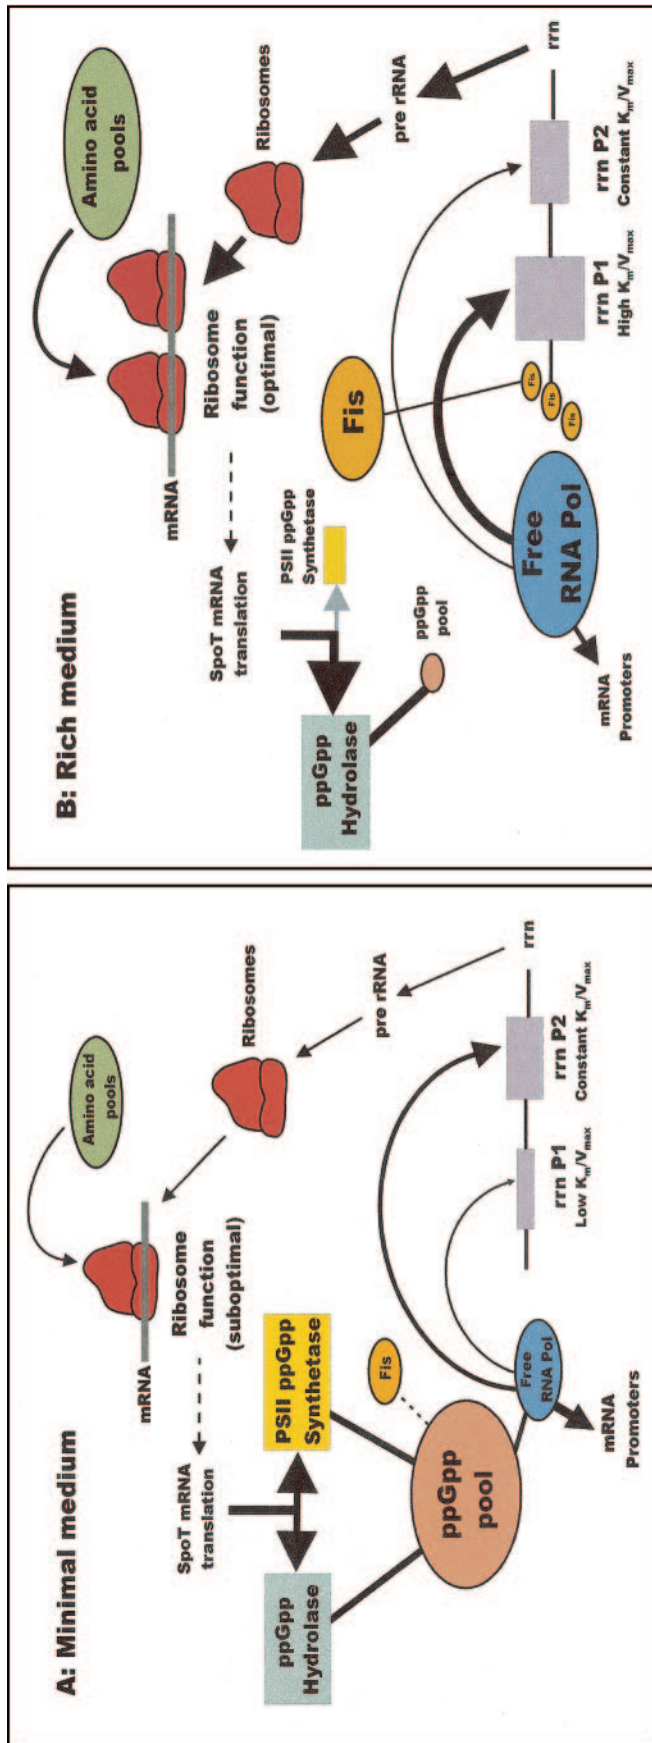 A: Minimal medium
Amino acid
pools
mRNA
Ribosome
function
(suboptimal)
Ribosomes
pre rRNA
rrn
SpoT mRNA
translation
ppGpp
Hydrolase
PSII ppGpp
Synthetase
Fis
ppGpp
pool
Free
RNA Pol
mRNA
Promoters
rrn P1
Low Km/Vmax
rrn P2
Constant Km/Vmax
B: Rich medium
Amino acid
pools
mRNA
Ribosome
function
(optimal)
Ribosomes
pre rRNA
rrn
SpoT mRNA
translation
PSII ppGpp
Synthetase
ppGpp
Hydrolase
ppGpp
pool
Fis
Fis
Fis
Fis
Free
RNA Pol
mRNA
Promoters
rrn P1
High Km/Vmax
rrn P2
Constant Km/Vmax